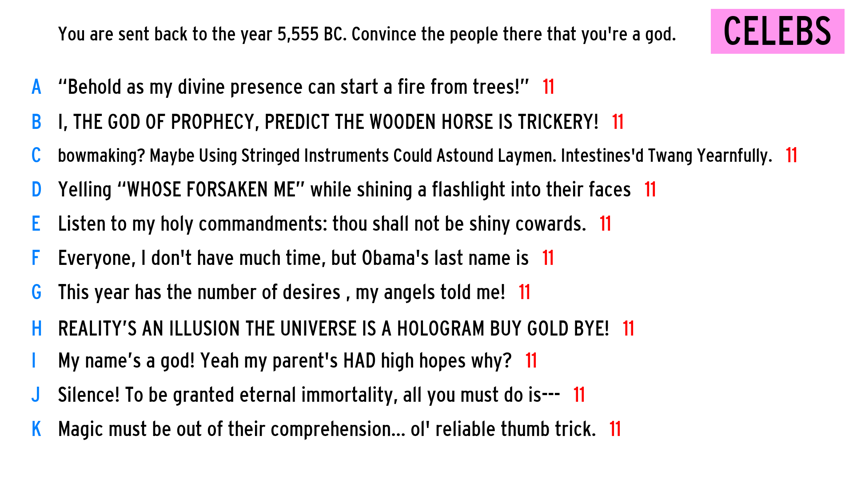 You are sent back to the year 5,555 BC. Convince the people there that you're a god.
CELEBS
A “Behold as my divine presence can start a fire from trees!” 11
B I, THE GOD OF PROPHECY, PREDICT THE WOODEN HORSE IS TRICKERY! 11
C bowmaking? Maybe Using Stringed Instruments Could Astound Laymen. Intestines'd Twang Yearnfully. 11
D Yelling “WHOSE FORSAKEN ME” while shining a flashlight into their faces 11
E Listen to my holy commandments: thou shall not be shiny cowards. 11
F Everyone, I don't have much time, but Obama's last name is 11
G This year has the number of desires , my angels told me! 11
H REALITY’S AN ILLUSION THE UNIVERSE IS A HOLOGRAM BUY GOLD BYE! 11
I My name’s a god! Yeah my parent's HAD high hopes why? 11
J Silence! To be granted eternal immortality, all you must do is--- 11
K Magic must be out of their comprehension... ol' reliable thumb trick. 11